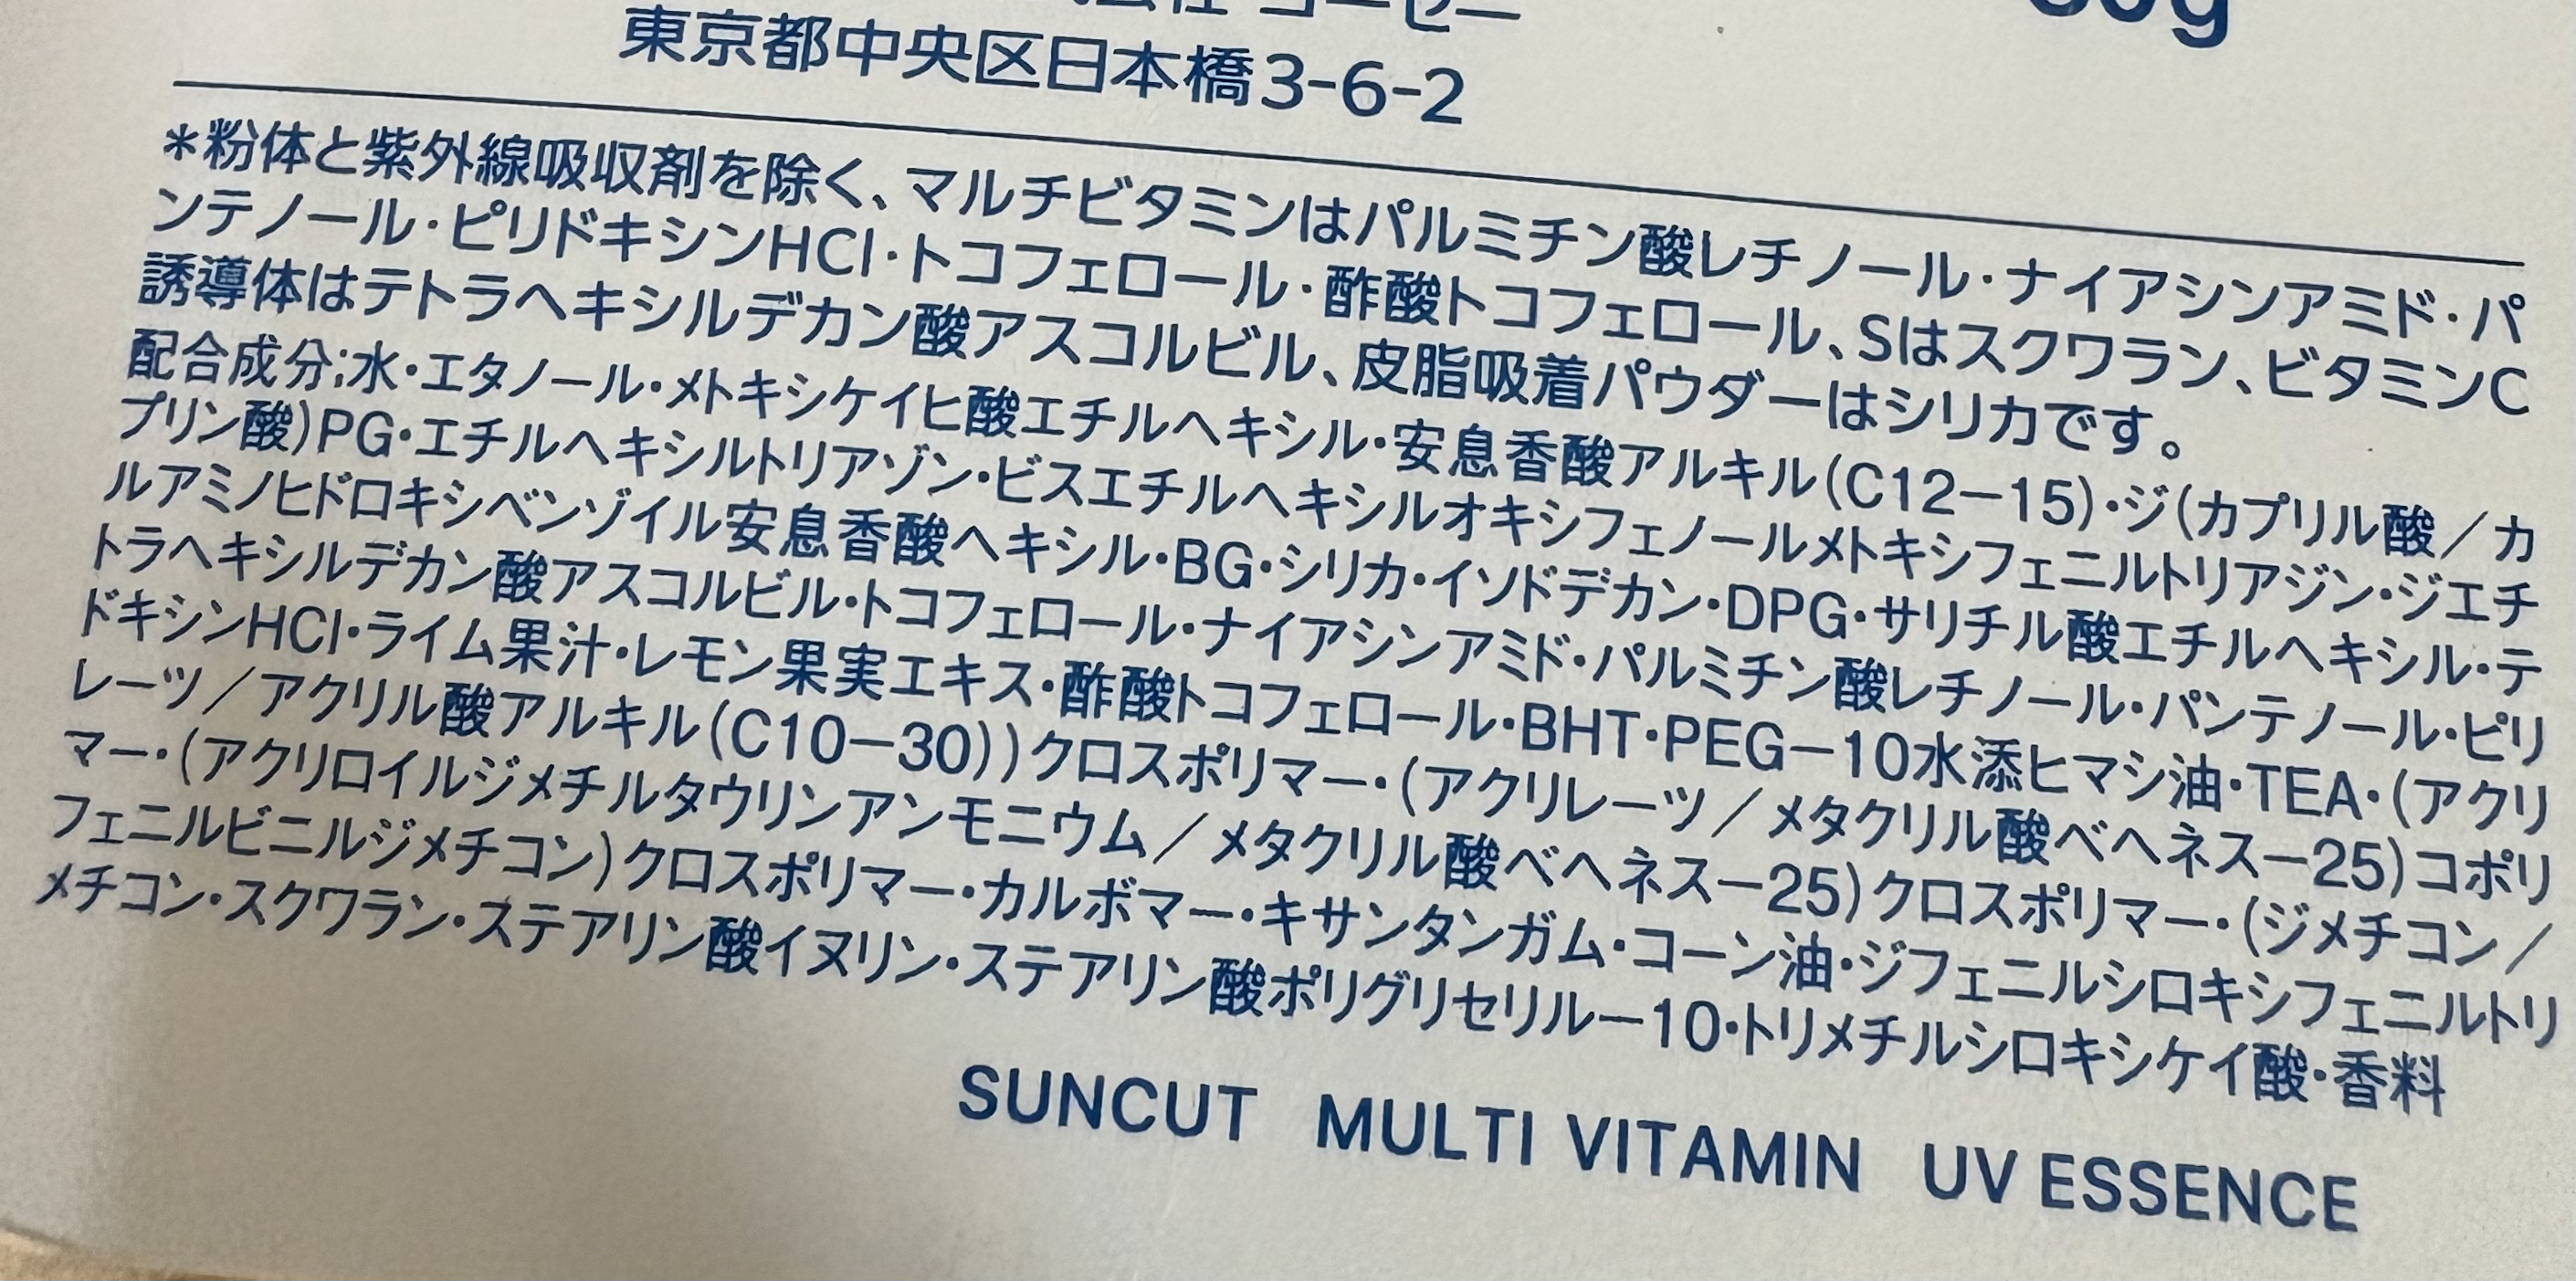 コーセー
東京都中央区日本橋3-6-2
*粉体と紫外線吸収剤を除く、マルチビタミンはパルミチン酸レチノール・ナイアシンアミド・パ
ンテノール・ピリドキシンHCl・トコフェロール・酢酸トコフェロール、Sはスクワラン、ビタミンC
誘導体はテトラヘキシルデカン酸アスコルビル、皮脂吸着パウダーはシリカです。
配合成分;水・エタノール・メトキシケイヒ酸エチルヘキシル・安息香酸アルキル(C12-15)・ジ(カプリル酸/カ
プリン酸)PG・エチルヘキシルトリアゾン・ビスエチルヘキシルオキシフェノールメトキシフェニルトリアジン・ジエチ
ルアミノヒドロキシベンゾイル安息香酸ヘキシル・BG・シリカ・イソドデカン・DPG・サリチル酸エチルヘキシル・テ
トラヘキシルデカン酸アスコルビル・トコフェロール・ナイアシンアミド・パルミチン酸レチノール・パンテノール・ピリ
ドキシンHCl・ライム果汁・レモン果実エキス・酢酸トコフェロール・BHT・PEG-10水添ヒマシ油・TEA・(アクリ
レーツ/アクリル酸アルキル(C10-30))クロスポリマー・(アクリレーツ/メタクリル酸ベヘネス-25)コポリ
マー・(アクリロイルジメチルタウリンアンモニウム/メタクリル酸ベヘネス-25)クロスポリマー・(ジメチコン/
フェニルビニルジメチコン)クロスポリマー・カルボマー・キサンタンガム・コーン油・ジフェニルシロキシフェニルトリ
メチコン・スクワラン・ステアリン酸イヌリン・ステアリン酸ポリグリセリル-10・トリメチルシロキシケイ酸・香料
SUNCUT MULTI VITAMIN UV ESSENCE